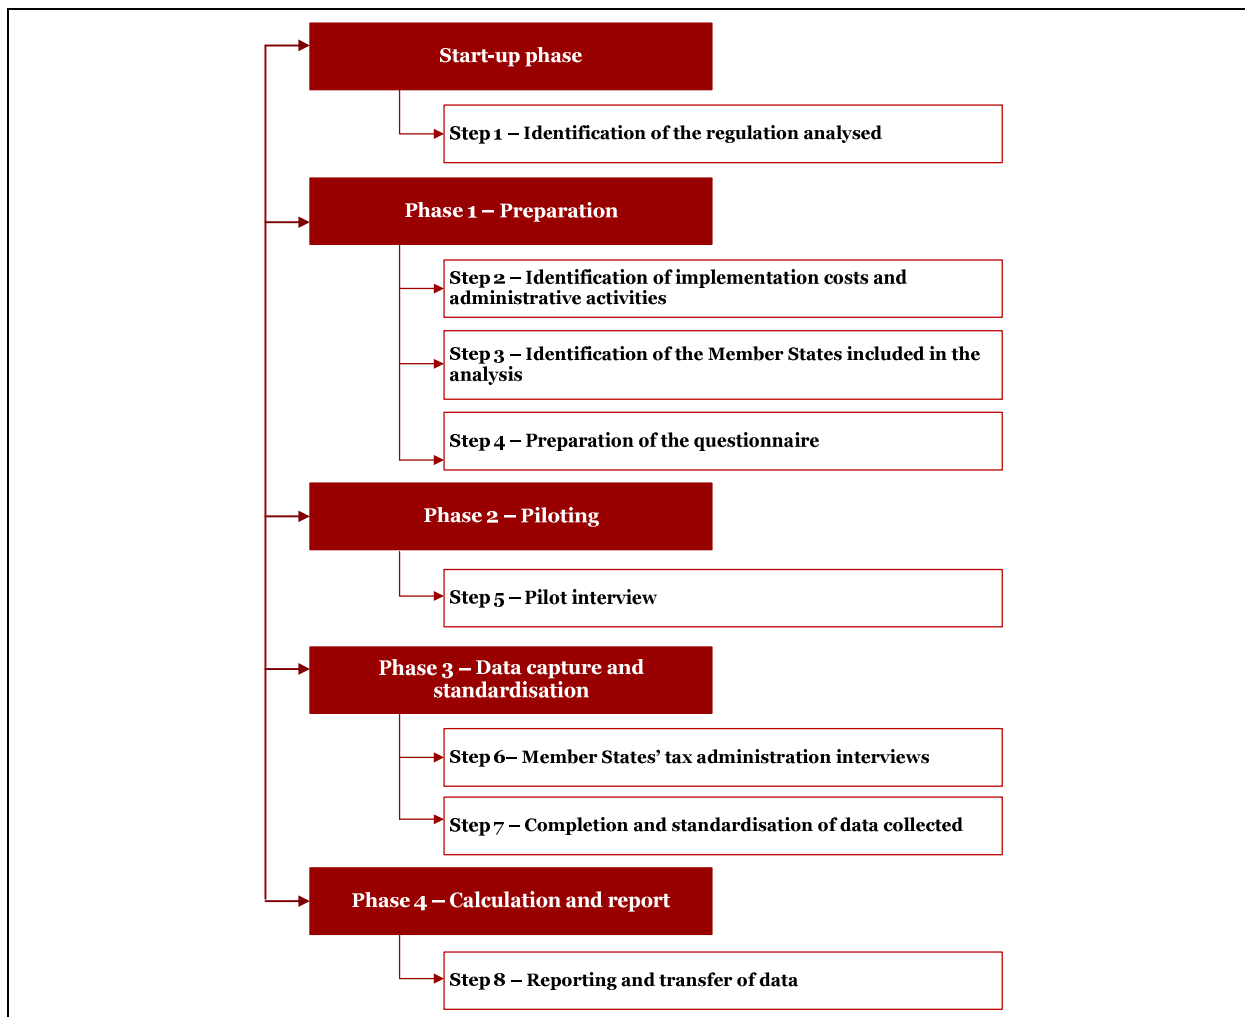 Start-up phase
Step 1 – Identification of the regulation analysed
Phase 1 – Preparation
Step 2 – Identification of implementation costs and
administrative activities
Step 3 – Identification of the Member States included in the
analysis
Step 4 – Preparation of the questionnaire
Phase 2 – Piloting
Step 5 – Pilot interview
Phase 3 – Data capture and
standardisation
Step 6– Member States’ tax administration interviews
Step 7 – Completion and standardisation of data collected
Phase 4 – Calculation and report
Step 8 – Reporting and transfer of data